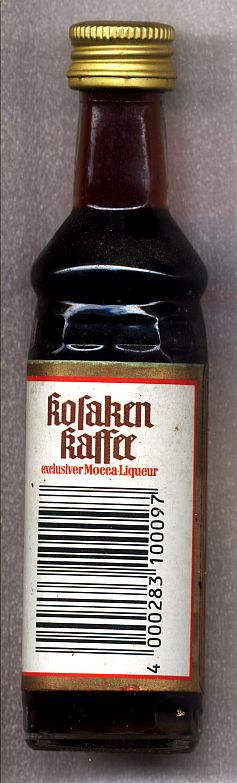 Kosaken
Kaffee
exclusiver Mocca-Liqueur
4 000283 100097